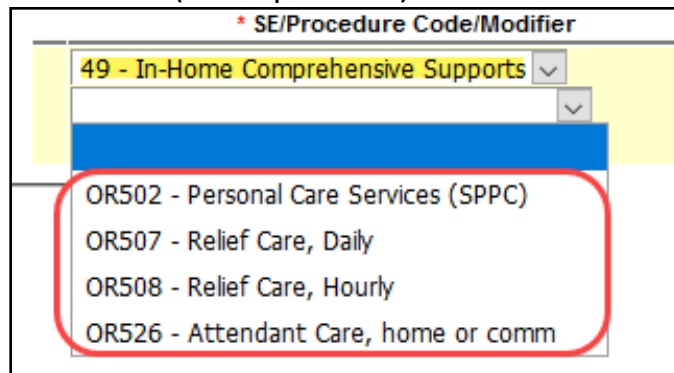 * SE/Procedure Code/Modifier
49 - In-Home Comprehensive Supports
OR502 - Personal Care Services (SPPC)
OR507 - Relief Care, Daily
OR508 - Relief Care, Hourly
OR526 - Attendant Care, home or comm